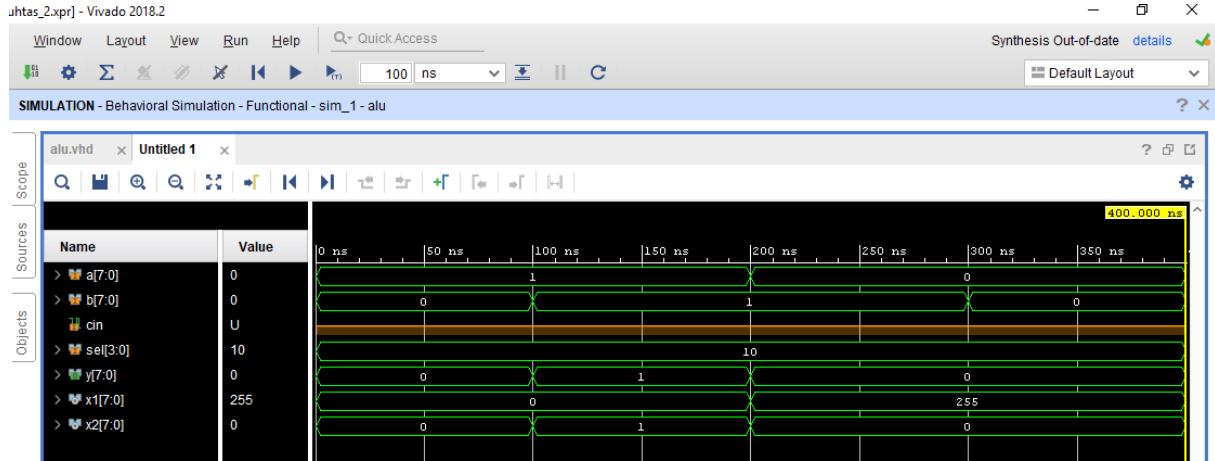 uhtas_2.xpr] - Vivado 2018.2
Window Layout View Run Help Quick Access Synthesis Out-of-date details
100 ns Default Layout
SIMULATION - Behavioral Simulation - Functional - sim_1 - alu
Scope
Sources
Objects
alu.vhd Untitled 1
400.000 ns
Name Value 0 ns 50 ns 100 ns 150 ns 200 ns 250 ns 300 ns 350 ns
a[7:0] 0 1 0
b[7:0] 0 0 1 0
cin U
sel[3:0] 10 10
y[7:0] 0 0 1 0
x1[7:0] 255 0 255
x2[7:0] 0 0 1 0